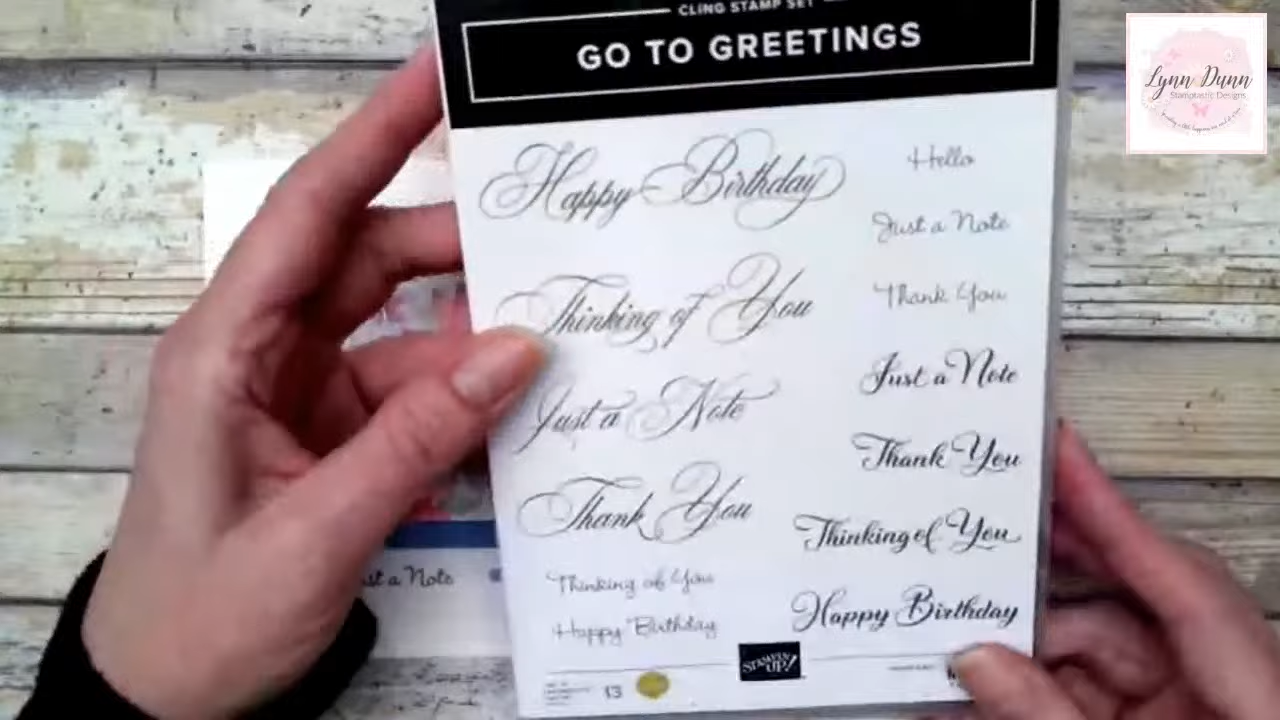 CLING STAMP SET
GO TO GREETINGS
Happy Birthday
Thinking of You
Just a Note
Thank You
Thinking of You
Happy Birthday
Hello
Just a Note
Thank You
Just a Note
Thank You
Thinking of You
Happy Birthday
STAMPIN' UP!
13
a Note
Lynn Dunn
Stamptastic Designs